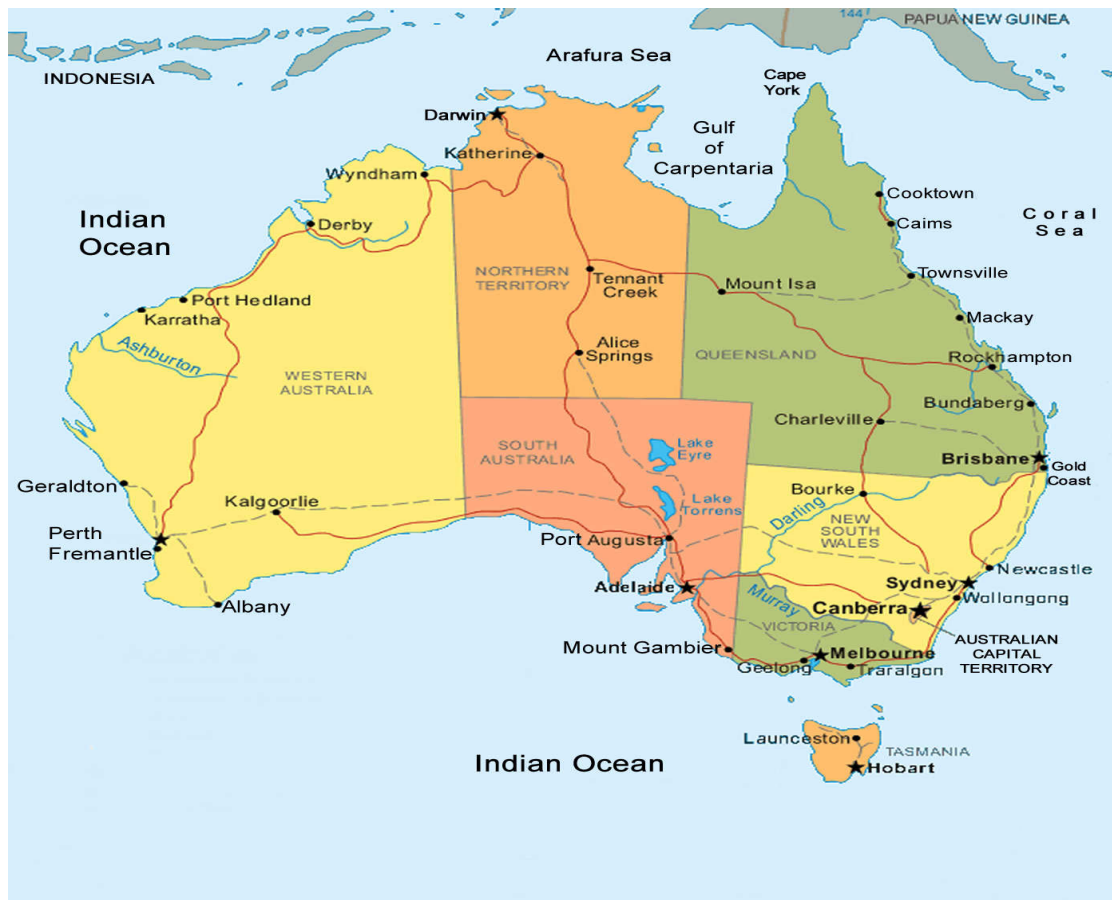 144
PAPUA NEW GUINEA
INDONESIA
Arafura Sea
Cape
York
Darwin
Gulf
of
Carpentaria
Katherine
Wyndham
Cooktown
Indian
Ocean
Derby
Cairns
Coral
Sea
NORTHERN
TERRITORY
Tennant
Creek
Townsville
Mount Isa
Port Hedland
Karratha
Mackay
Ashburton
Alice
Springs
QUEENSLAND
Rockhampton
WESTERN
AUSTRALIA
Bundaberg
Charleville
SOUTH
AUSTRALIA
Lake
Eyre
Brisbane
Gold
Coast
Geraldton
Kalgoorlie
Lake
Torrens
Bourke
Darling
NEW
SOUTH
WALES
Perth
Fremantle
Port Augusta
Newcastle
Adelaide
Sydney
Wollongong
Albany
Murray
Canberra
VICTORIA
AUSTRALIAN
CAPITAL
TERRITORY
Mount Gambier
Melbourne
Geelong
Traralgon
Launceston
TASMANIA
Hobart
Indian Ocean